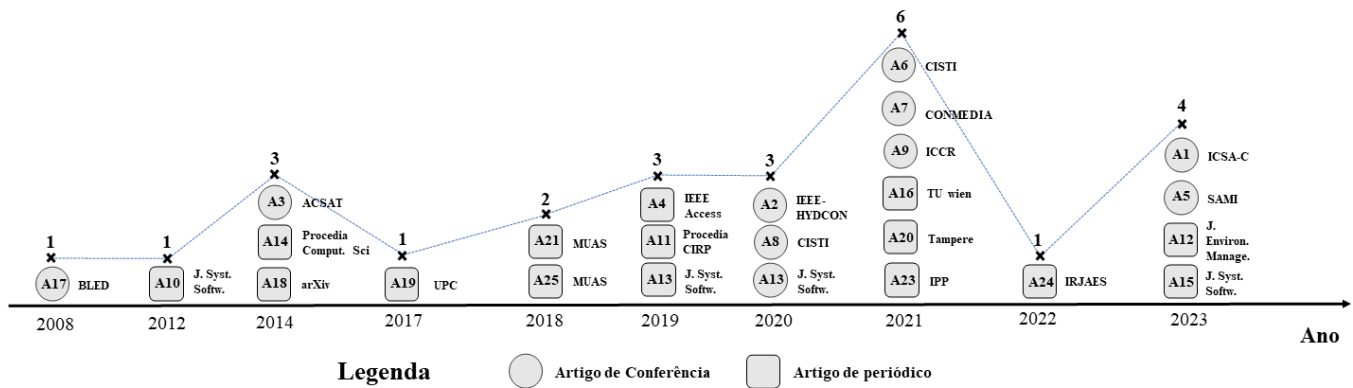 6
A6 CISTI
4
A7 CONMEDIA
3
3
3
A9 ICCR
A1 ICSA-C
A3 ACSAT
2
A4 IEEE Access
A2 IEEE-HYDCON
A16 TU wien
A5 SAMI
1
1
A14 Procedia Comput. Sci
1
A21 MUAS
A11 Procedia CIRP
A8 CISTI
A20 Tampere
1
A12 J. Environ. Manage.
A17 BLED
A10 J. Syst. Softw.
A18 arXiv
A19 UPC
A25 MUAS
A13 J. Syst. Softw.
A13 J. Syst. Softw.
A23 IPP
A24 IRJAES
A15 J. Syst. Softw.
2008 2012 2014 2017 2018 2019 2020 2021 2022 2023
Ano
Legenda Artigo de Conferência Artigo de periódico